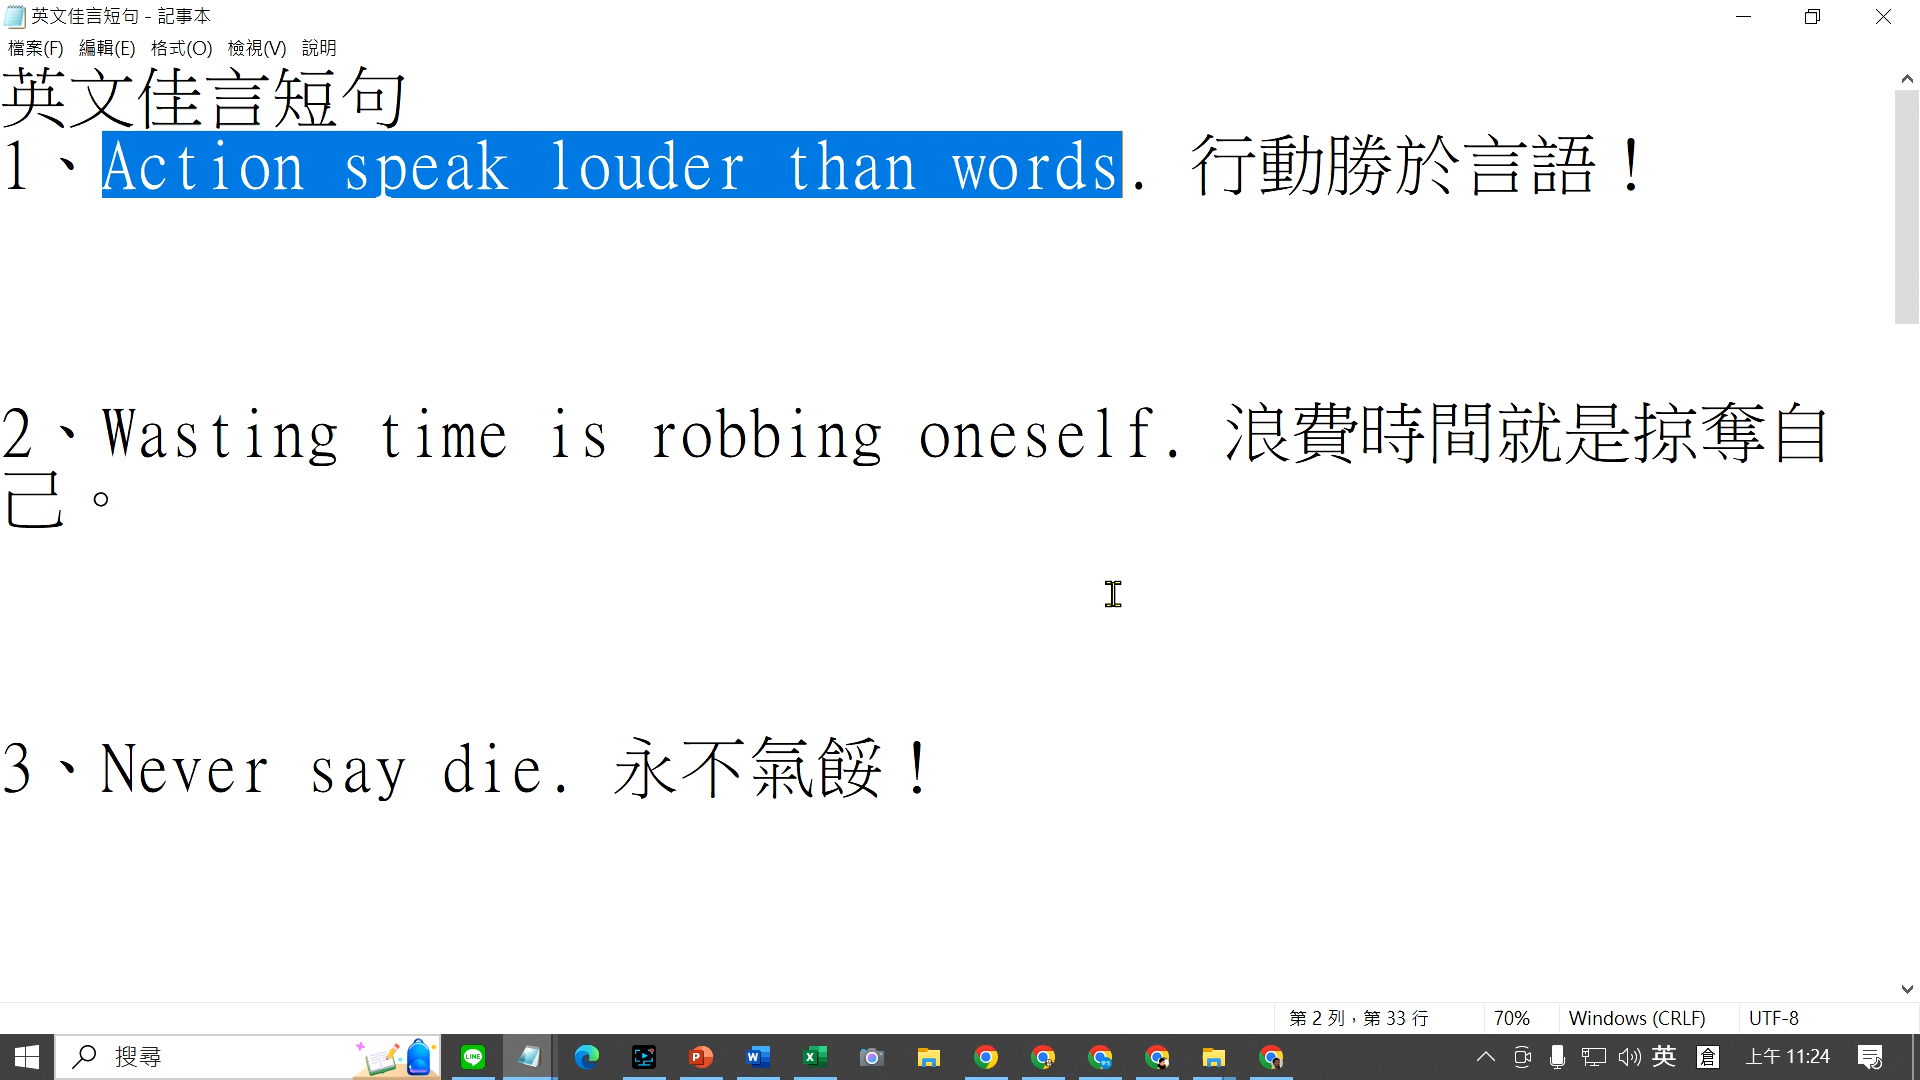 英文佳言短句 - 記事本
檔案(F) 編輯(E) 格式(O) 檢視(V) 說明
英文佳言短句
1、Action speak louder than words. 行動勝於言語！
2、Wasting time is robbing oneself. 浪費時間就是掠奪自
己。
3、Never say die. 永不氣餒！
第 2 列，第 33 行 70% Windows (CRLF) UTF-8
搜尋 英 倉 上午 11:24